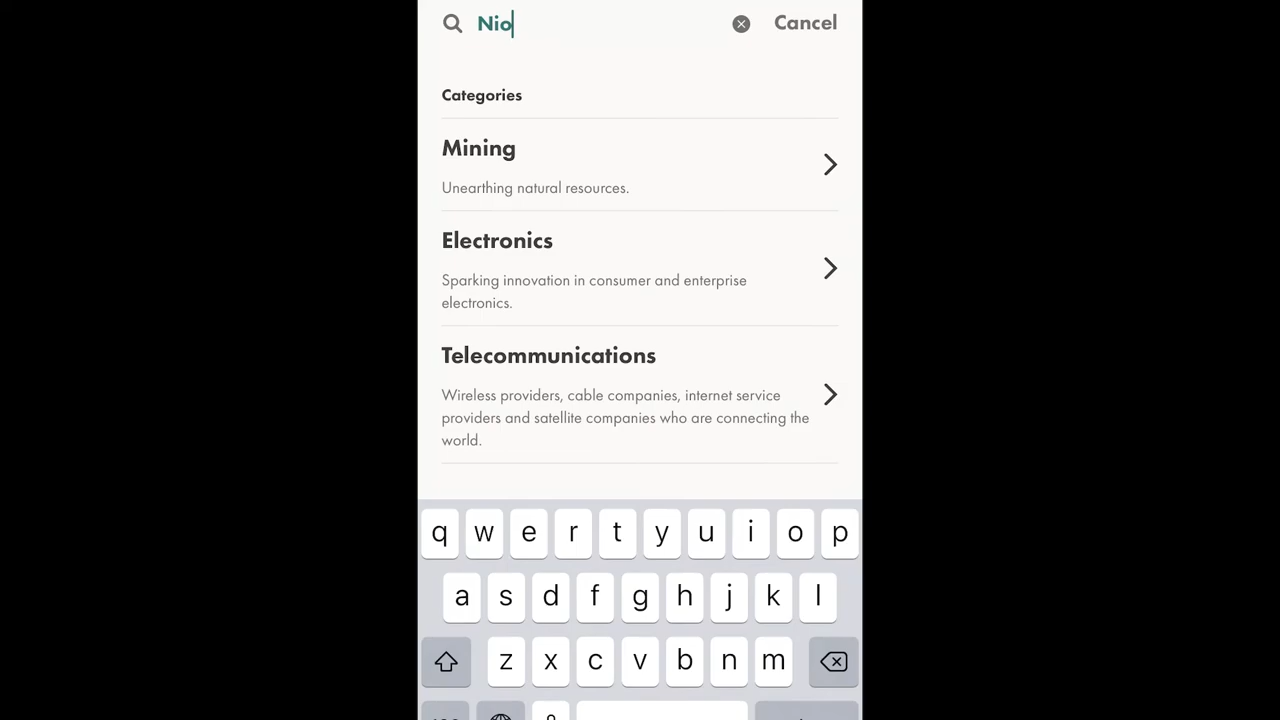 Nio
Cancel
Categories
Mining
Unearthing natural resources.
Electronics
Sparking innovation in consumer and enterprise
electronics.
Telecommunications
Wireless providers, cable companies, internet service
providers and satellite companies who are connecting the
world.
q w e r t y u i o p
a s d f g h j k l
z x c v b n m